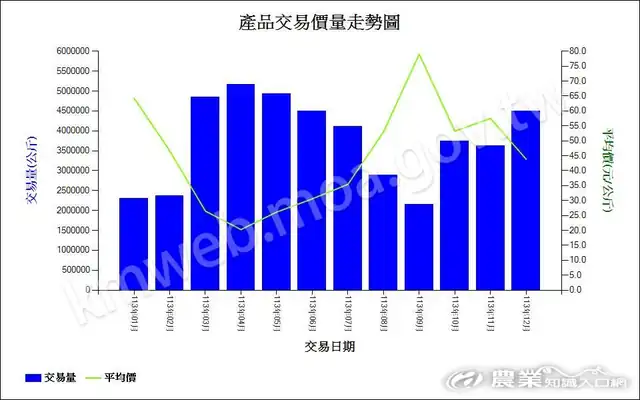 產品交易價量走勢圖
交易量(公斤)
6000000
5500000
5000000
4500000
4000000
3500000
3000000
2500000
2000000
1500000
1000000
500000
0
80.0
75.0
70.0
65.0
60.0
55.0
50.0
45.0
40.0
35.0
30.0
25.0
20.0
15.0
10.0
5.0
0.0
平均價(元/公斤)
113年01月
113年02月
113年03月
113年04月
113年05月
113年06月
113年07月
113年08月
113年09月
113年10月
113年11月
113年12月
交易日期
交易量
平均價
kmweb.moa.gov.tw
農業知識入口網